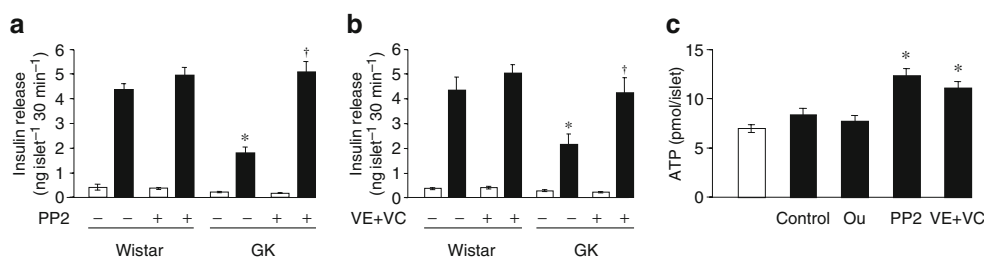 a
Insulin release
(ng islet⁻¹ 30 min⁻¹)
6
5
4
3
2
1
0
*
†
PP2 − − + + − − + +
Wistar GK
b
Insulin release
(ng islet⁻¹ 30 min⁻¹)
6
5
4
3
2
1
0
*
†
VE+VC − − + + − − + +
Wistar GK
c
ATP (pmol/islet)
15
10
5
0
* *
Control Ou PP2 VE+VC